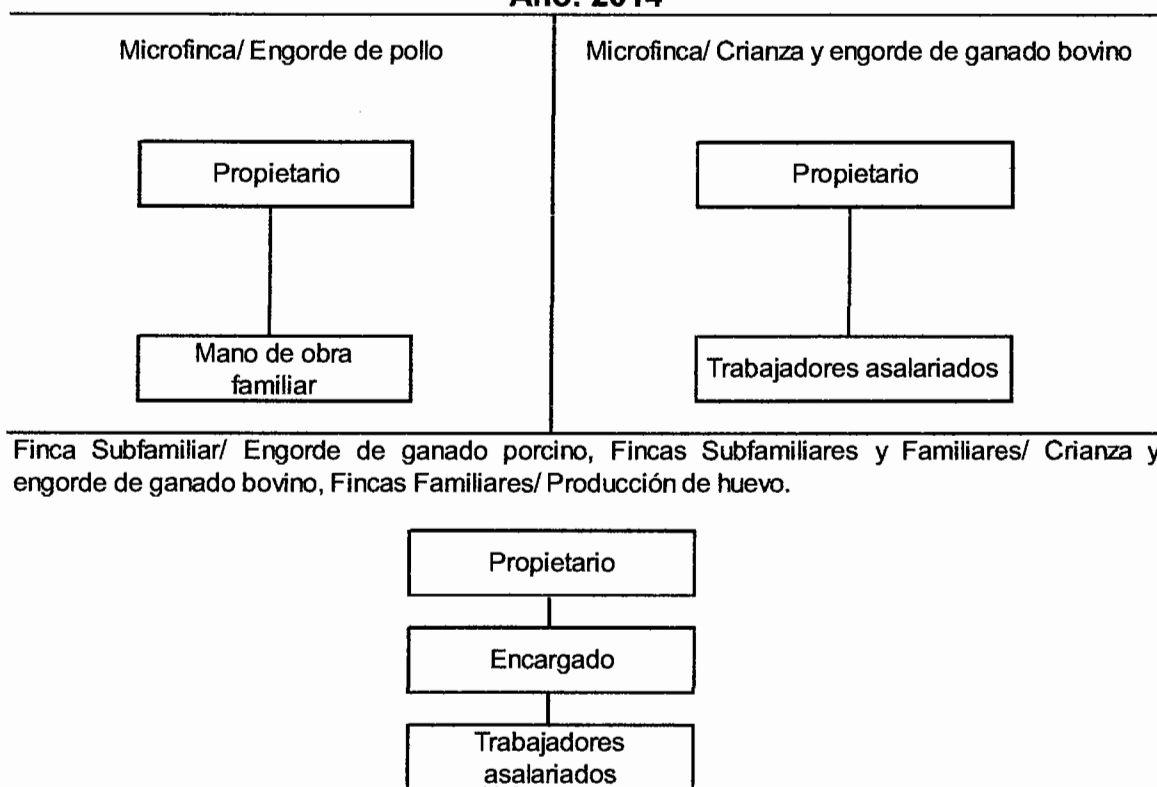 Año: 2014
Microfinca/ Engorde de pollo
Propietario
Mano de obra
familiar
Microfinca/ Crianza y engorde de ganado bovino
Propietario
Trabajadores asalariados
Finca Subfamiliar/ Engorde de ganado porcino, Fincas Subfamiliares y Familiares/ Crianza y
engorde de ganado bovino, Fincas Familiares/ Producción de huevo.
Propietario
Encargado
Trabajadores
asalariados